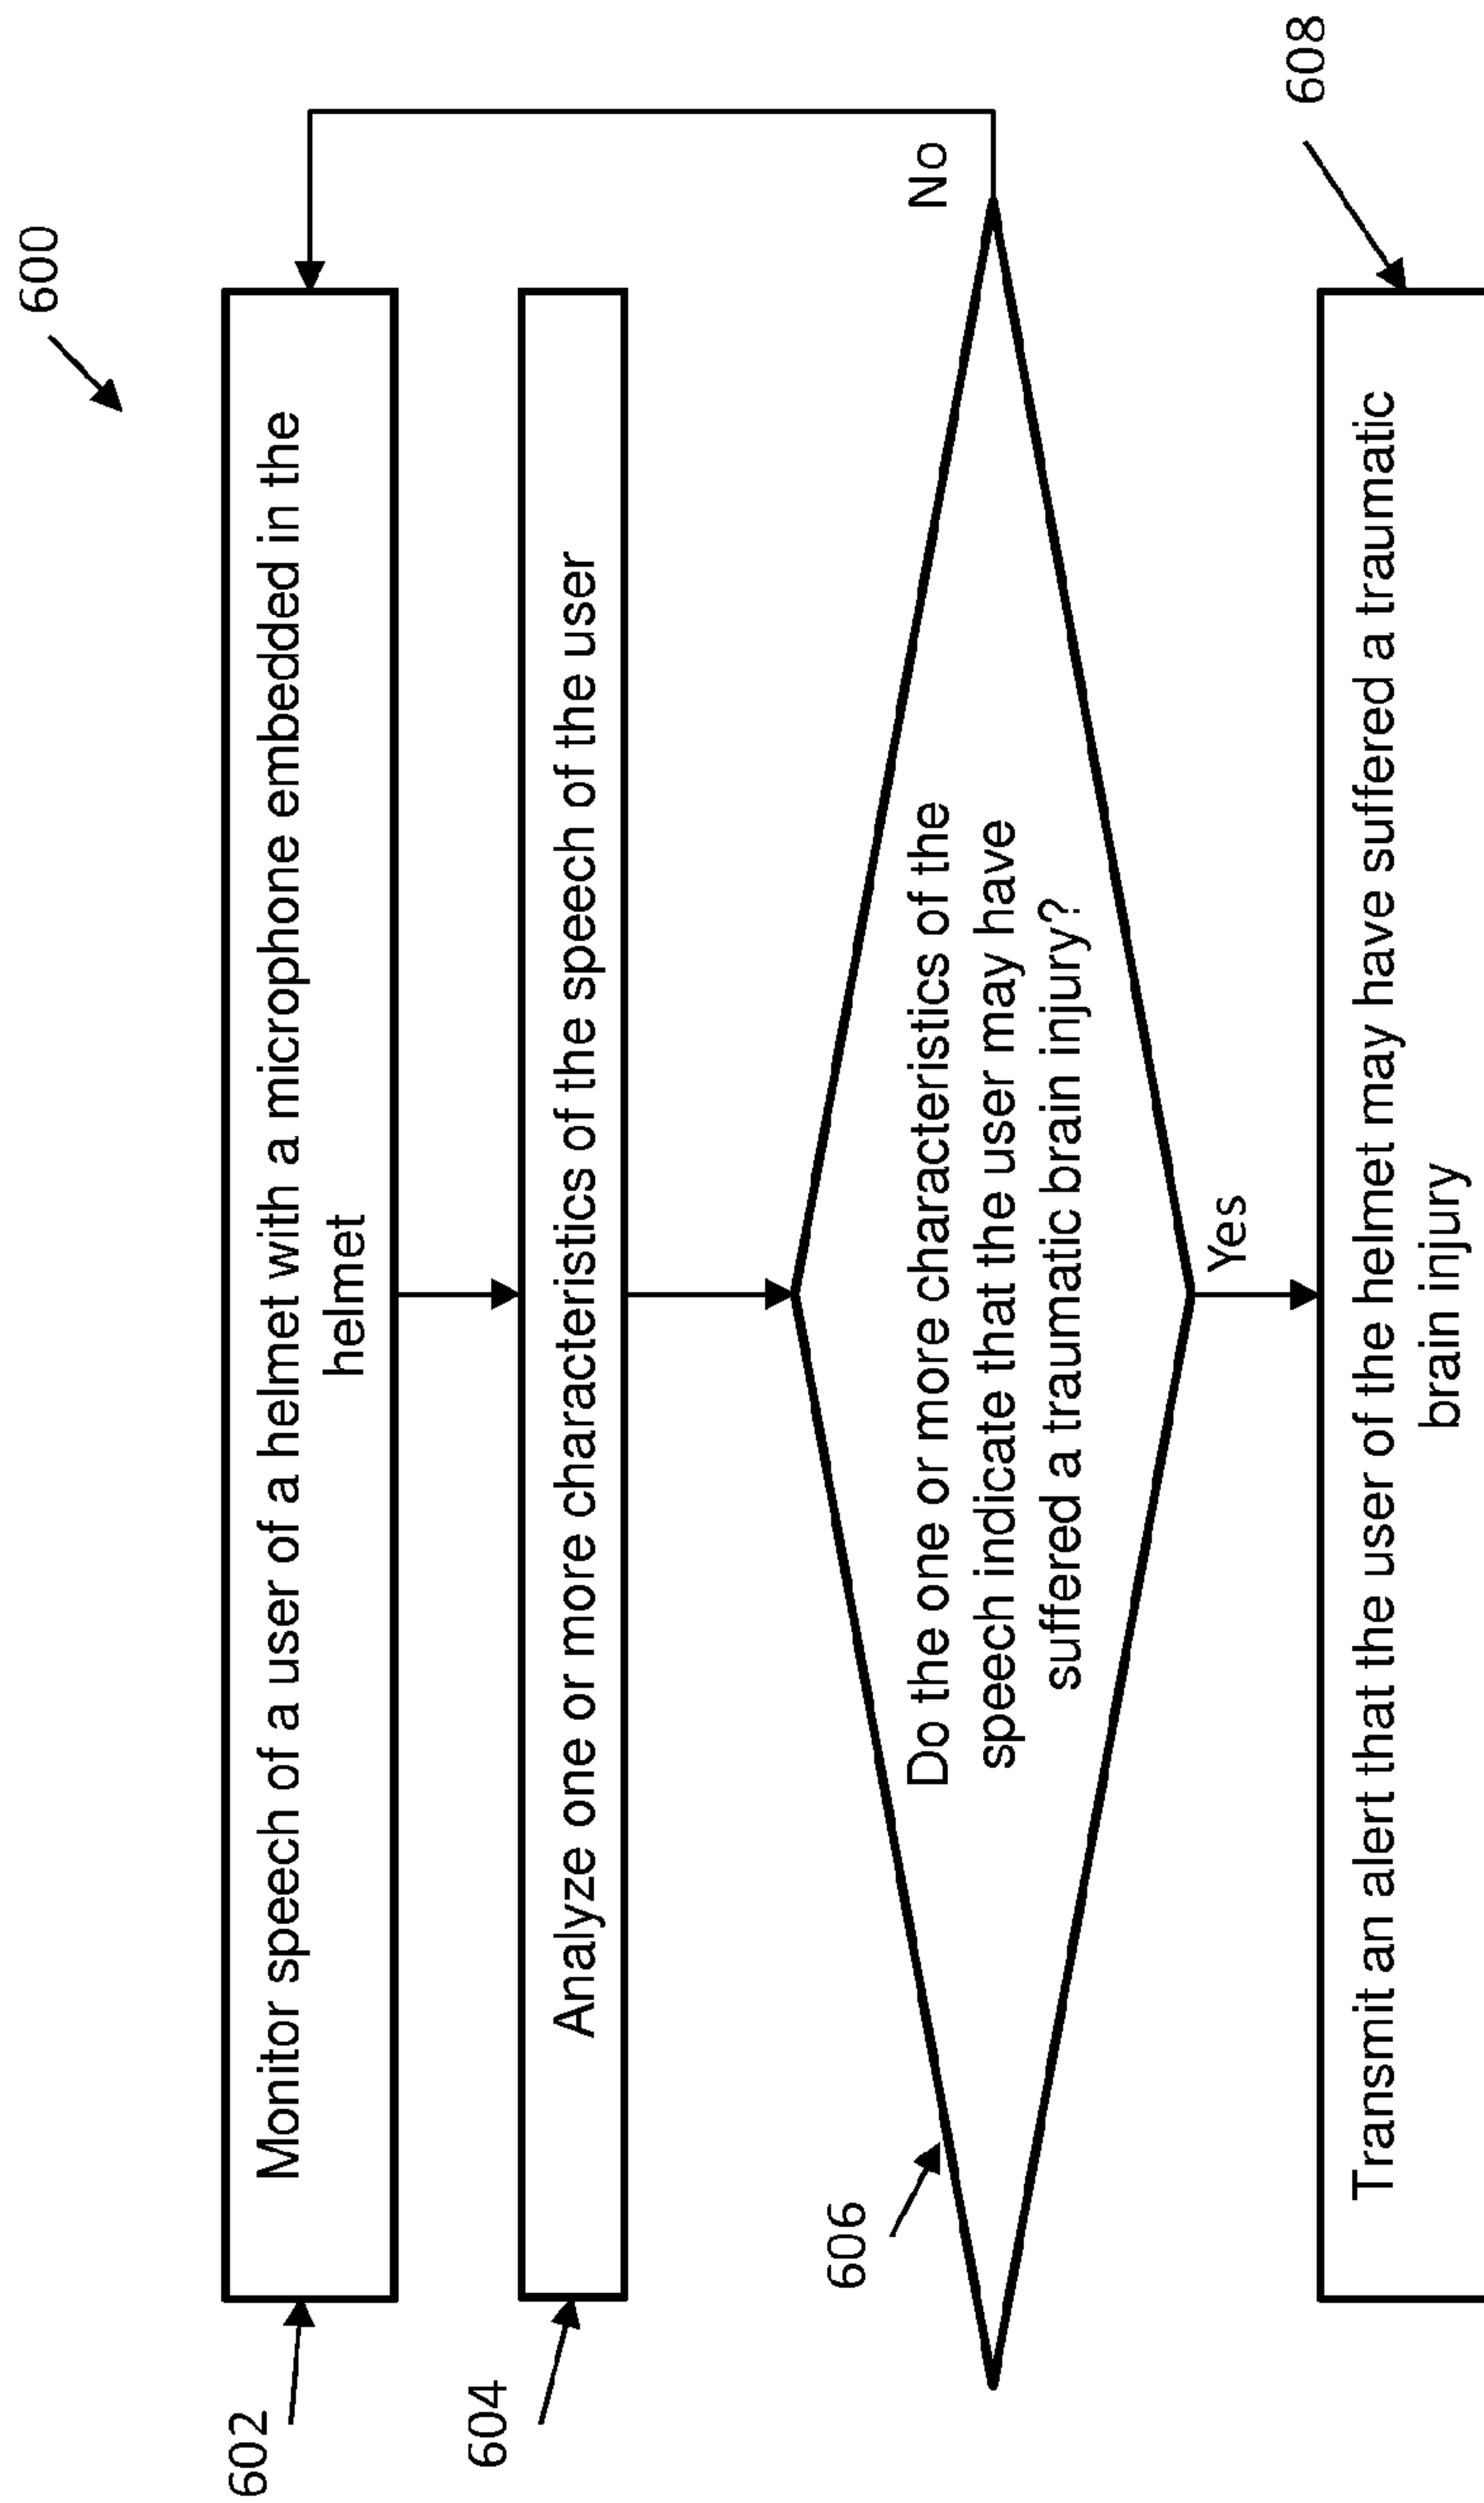 600
602
Monitor speech of a user of a helmet with a microphone embedded in the
helmet
604
Analyze one or more characteristics of the speech of the user
606
Do the one or more characteristics of the
speech indicate that the user may have
suffered a traumatic brain injury?
No
Yes
608
Transmit an alert that the user of the helmet may have suffered a traumatic
brain injury